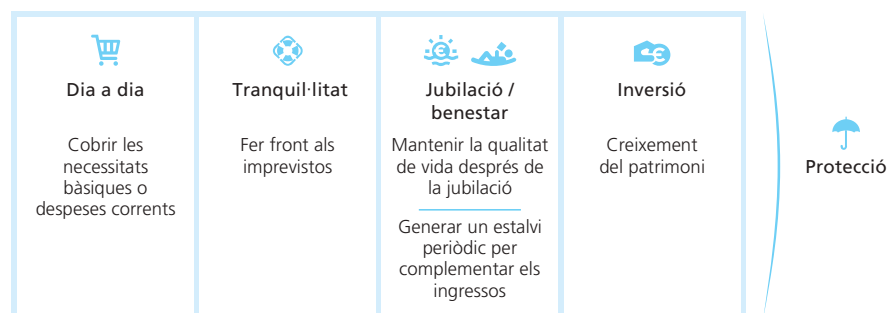 Dia a dia
Cobrir les
necessitats
bàsiques o
despeses corrents
Tranquil·litat
Fer front als
imprevistos
Jubilació /
benestar
Mantenir la qualitat
de vida després de
la jubilació
Generar un estalvi
periòdic per
complementar els
ingressos
Inversió
Creixement
del patrimoni
Protecció